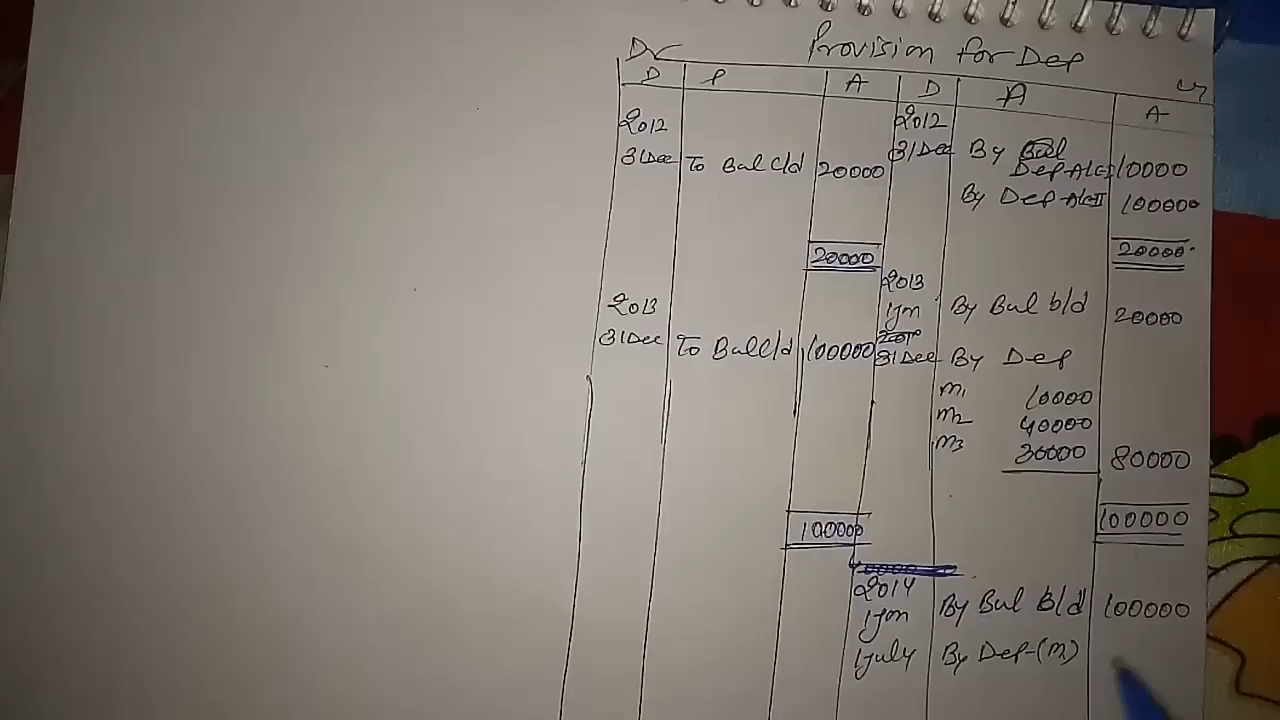 Dr Provision for Dep Cr
D P A D P A
2012 2012
31Dec To Bal C/d 20000 31Dec By Dep A/c I 10000
By Dep A/c II 100000
20000 20000
2013 2013
1Jan By Bal b/d 20000
31Dec To Bal C/d 100000 31Dec By Dep
m1 10000
m2 40000
m3 30000 80000
100000 100000
2014
1Jan By Bal b/d 100000
1July By Dep-(m)